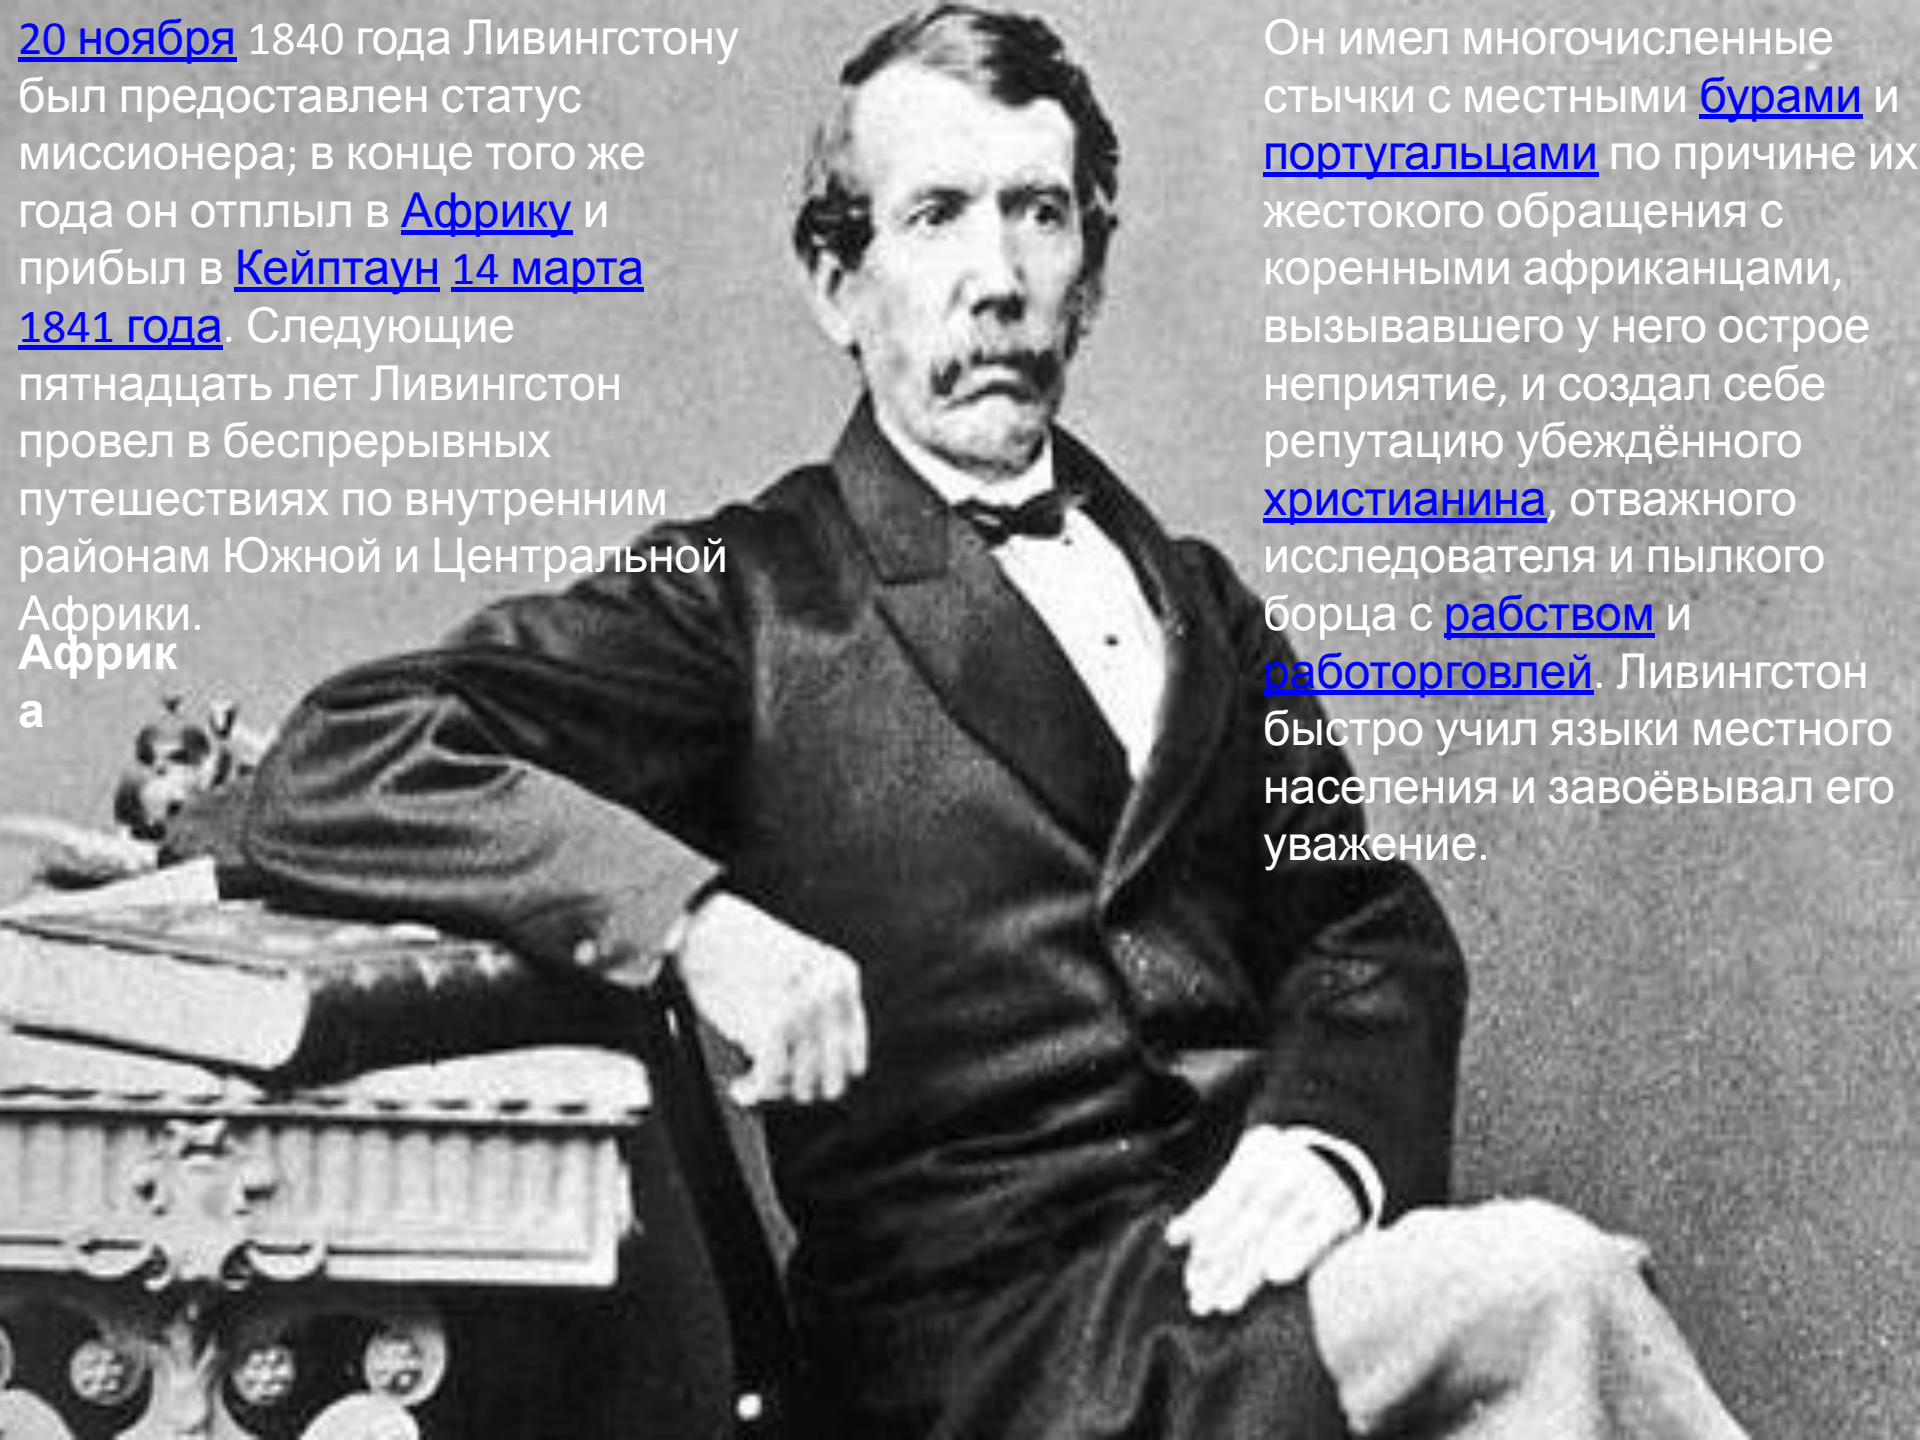 20 ноября 1840 года Ливингстону
был предоставлен статус
миссионера; в конце того же
года он отплыл в Африку и
прибыл в Кейптаун 14 марта
1841 года. Следующие
пятнадцать лет Ливингстон
провел в беспрерывных
путешествиях по внутренним
районам Южной и Центральной
Африки.
Африк
а
Он имел многочисленные
стычки с местными бурами и
португальцами по причине их
жестокого обращения с
коренными африканцами,
вызывавшего у него острое
неприятие, и создал себе
репутацию убеждённого
христианина, отважного
исследователя и пылкого
борца с рабством и
работорговлей. Ливингстон
быстро учил языки местного
населения и завоёвывал его
уважение.